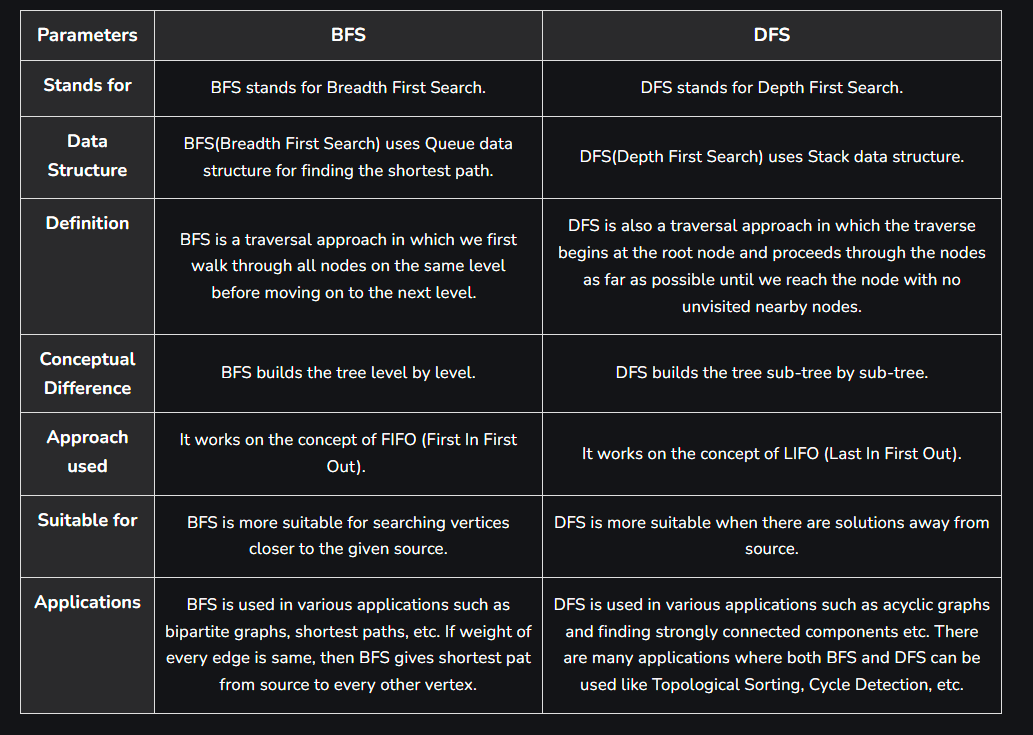 Parameters
BFS
DFS
Stands for
BFS stands for Breadth First Search.
DFS stands for Depth First Search.
Data
Structure
BFS(Breadth First Search) uses Queue data
structure for finding the shortest path.
DFS(Depth First Search) uses Stack data structure.
Definition
BFS is a traversal approach in which we first
walk through all nodes on the same level
before moving on to the next level.
DFS is also a traversal approach in which the traverse
begins at the root node and proceeds through the nodes
as far as possible until we reach the node with no
unvisited nearby nodes.
Conceptual
Difference
BFS builds the tree level by level.
DFS builds the tree sub-tree by sub-tree.
Approach
used
It works on the concept of FIFO (First In First
Out).
It works on the concept of LIFO (Last In First Out).
Suitable for
BFS is more suitable for searching vertices
closer to the given source.
DFS is more suitable when there are solutions away from
source.
Applications
BFS is used in various applications such as
bipartite graphs, shortest paths, etc. If weight of
every edge is same, then BFS gives shortest pat
from source to every other vertex.
DFS is used in various applications such as acyclic graphs
and finding strongly connected components etc. There
are many applications where both BFS and DFS can be
used like Topological Sorting, Cycle Detection, etc.